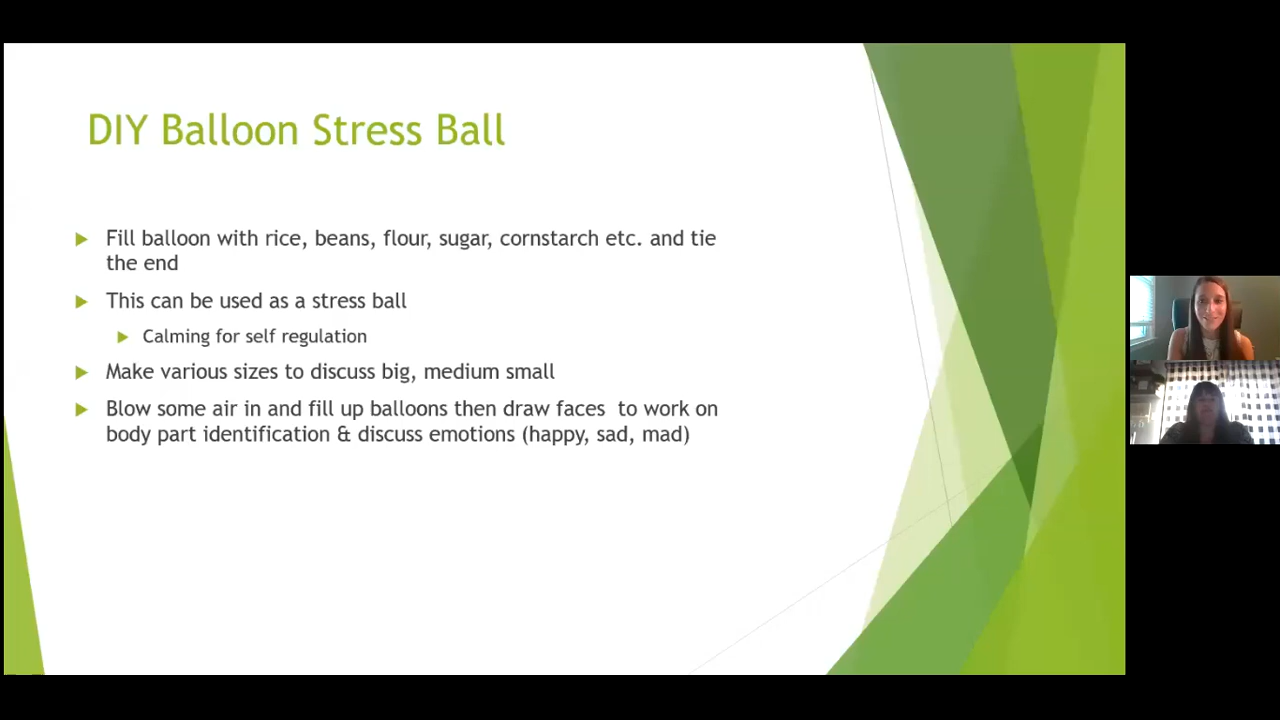 DIY Balloon Stress Ball
Fill balloon with rice, beans, flour, sugar, cornstarch etc. and tie
the end
This can be used as a stress ball
Calming for self regulation
Make various sizes to discuss big, medium small
Blow some air in and fill up balloons then draw faces  to work on
body part identification & discuss emotions (happy, sad, mad)